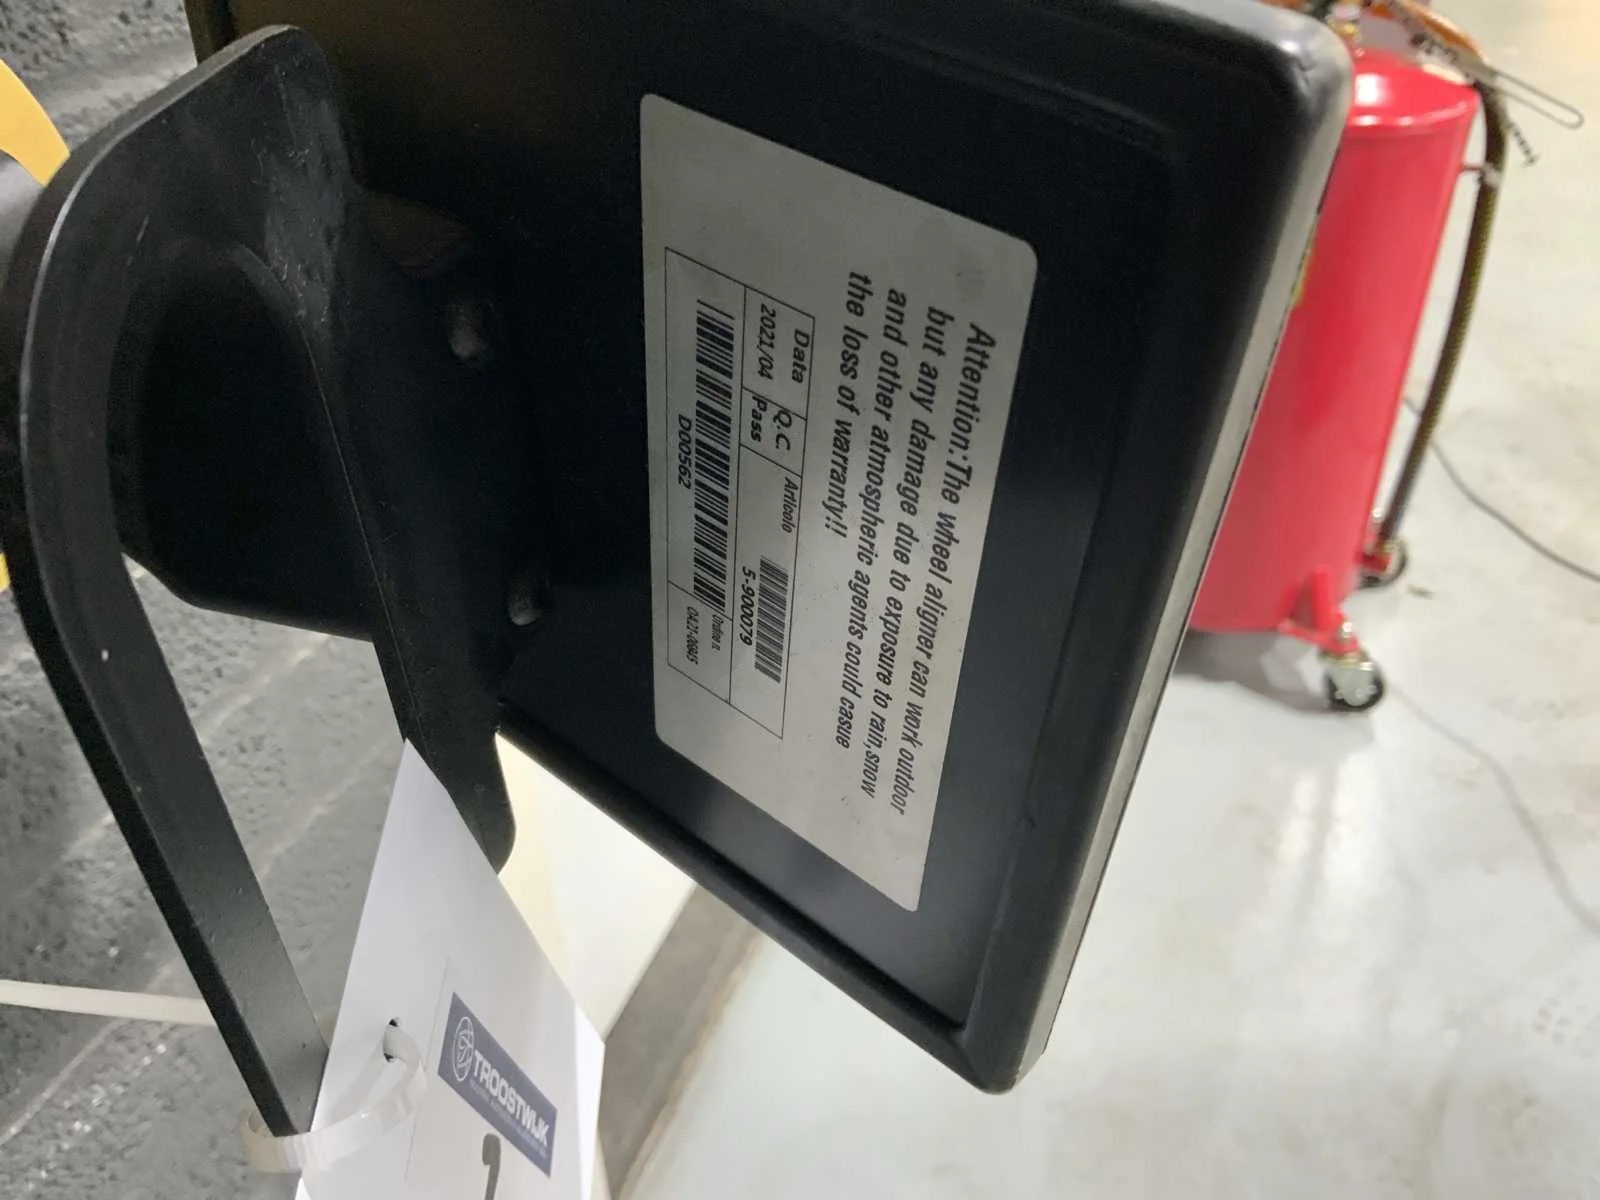 Attention:The wheel aligner can work outdoor
but any damage due to exposure to rain,snow
and other atmospheric agents could casue
the loss of warranty!!
Data Q.C. Articolo
2021/04 Pass 5-900079
D00562
Ordine n.
TROOSTWIJK